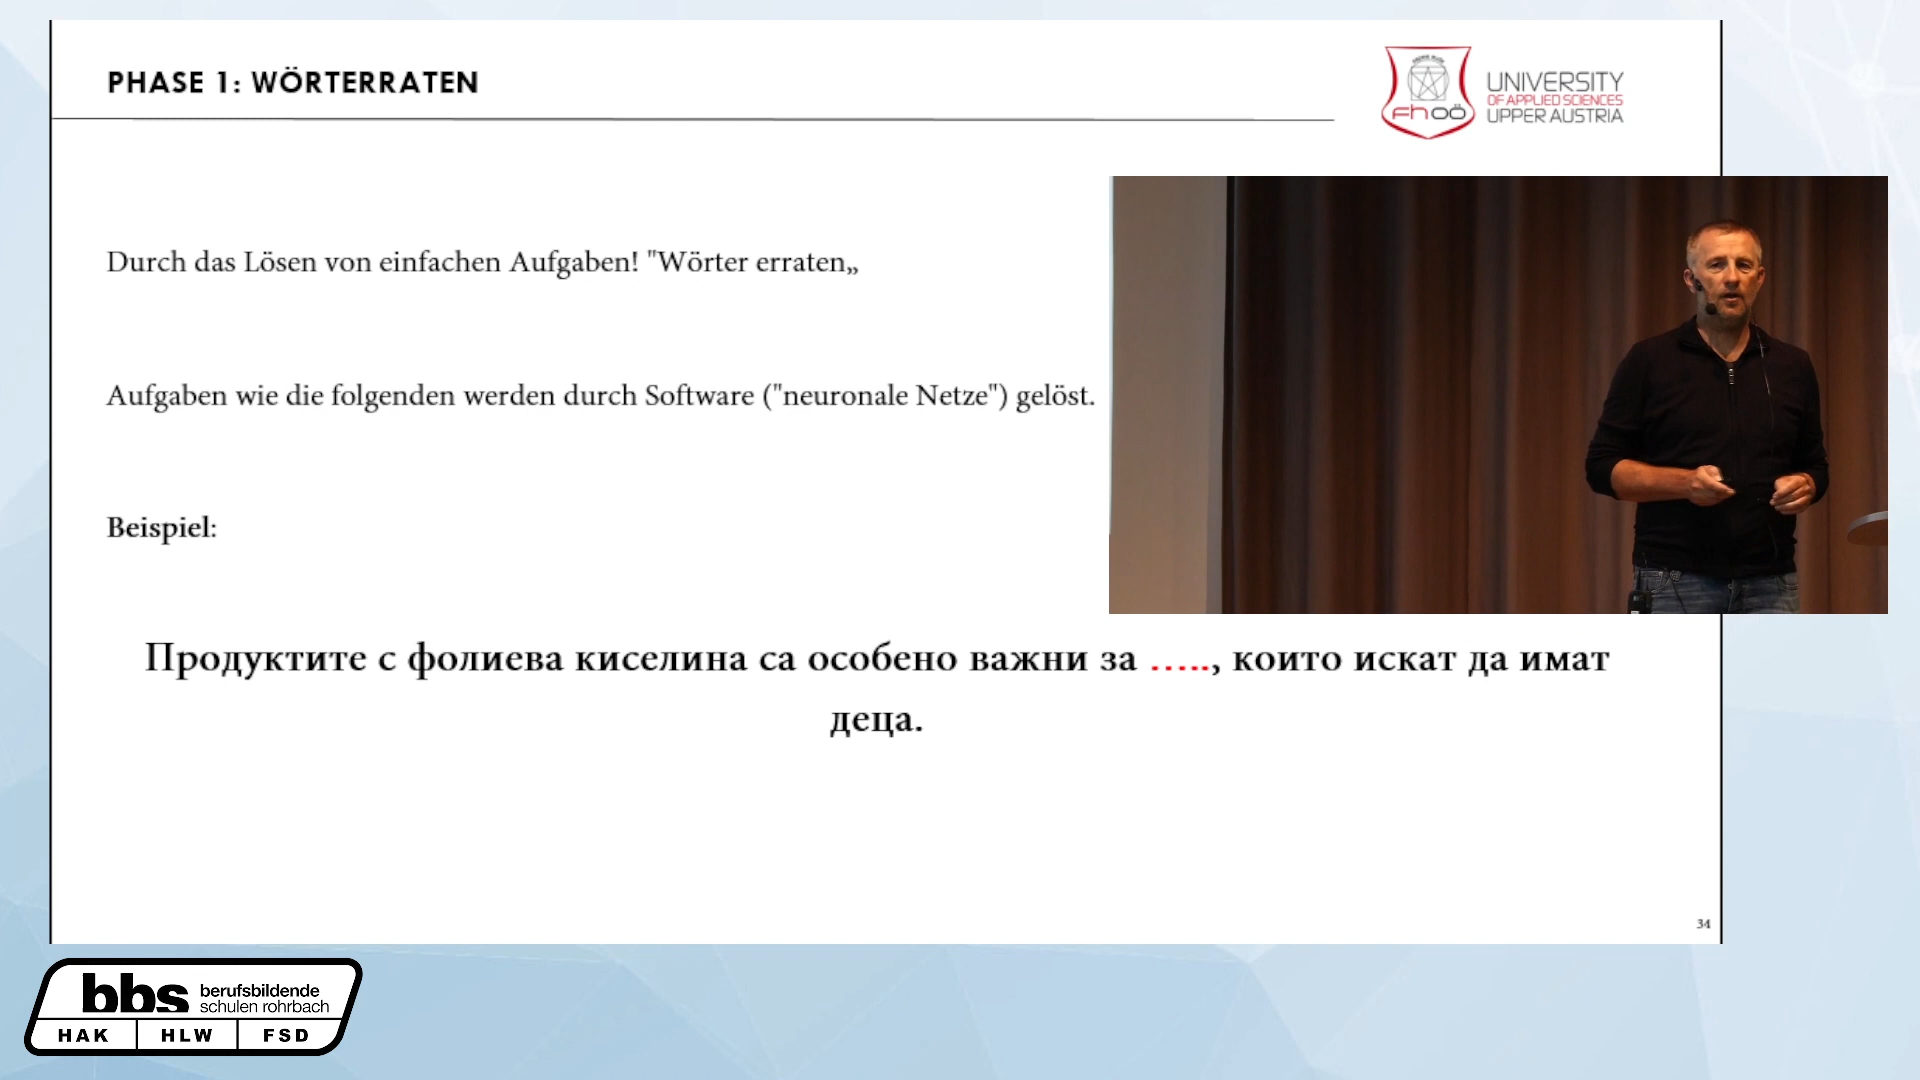 PHASE 1: WÖRTERRATEN
UNIVERSITY
OF APPLIED SCIENCES
UPPER AUSTRIA
fh oö
Durch das Lösen von einfachen Aufgaben! "Wörter erraten„
Aufgaben wie die folgenden werden durch Software ("neuronale Netze") gelöst.
Beispiel:
Продуктите с фолиева киселина са особено важни за ....., които искат да имат
деца.
34
bbs berufsbildende
schulen rohrbach
HAK HLW FSD